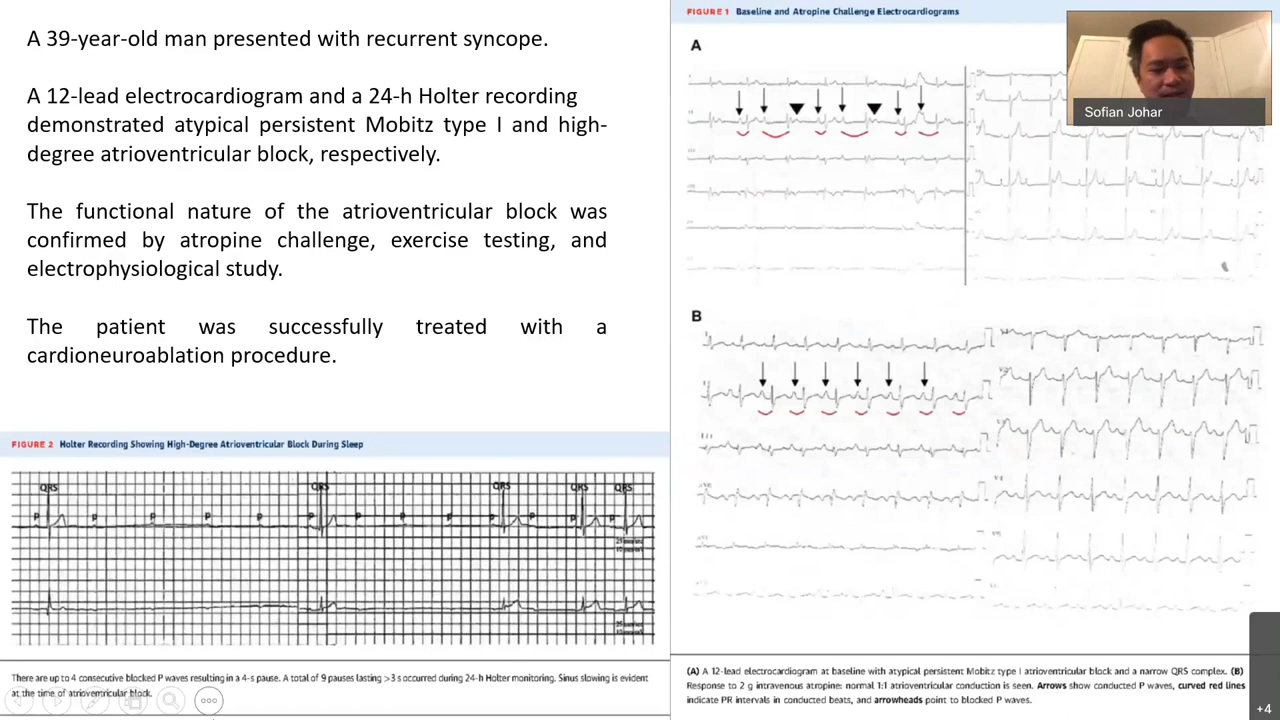 A 39-year-old man presented with recurrent syncope.
A 12-lead electrocardiogram and a 24-h Holter recording
demonstrated atypical persistent Mobitz type I and high-
degree atrioventricular block, respectively.
The functional nature of the atrioventricular block was
confirmed by atropine challenge, exercise testing, and
electrophysiological study.
The patient was successfully treated with a
cardioneuroablation procedure.
FIGURE 2 Holter Recording Showing High-Degree Atrioventricular Block During Sleep
QRS QRS QRS QRS QRS
P P P P P P P P P P P P P
There are up to 4 consecutive blocked P waves resulting in a 4-s pause. A total of 9 pauses lasting >3 s occurred during 24-h Holter monitoring. Sinus slowing is evident
at the time of atrioventricular block.
FIGURE 1 Baseline and Atropine Challenge Electrocardiograms
A
Sofian Johar
B
(A) A 12-lead electrocardiogram at baseline with atypical persistent Mobitz type I atrioventricular block and a narrow QRS complex. (B)
Response to 2 g intravenous atropine: normal 1:1 atrioventricular conduction is seen. Arrows show conducted P waves, curved red lines
indicate PR intervals in conducted beats, and arrowheads point to blocked P waves.
+4